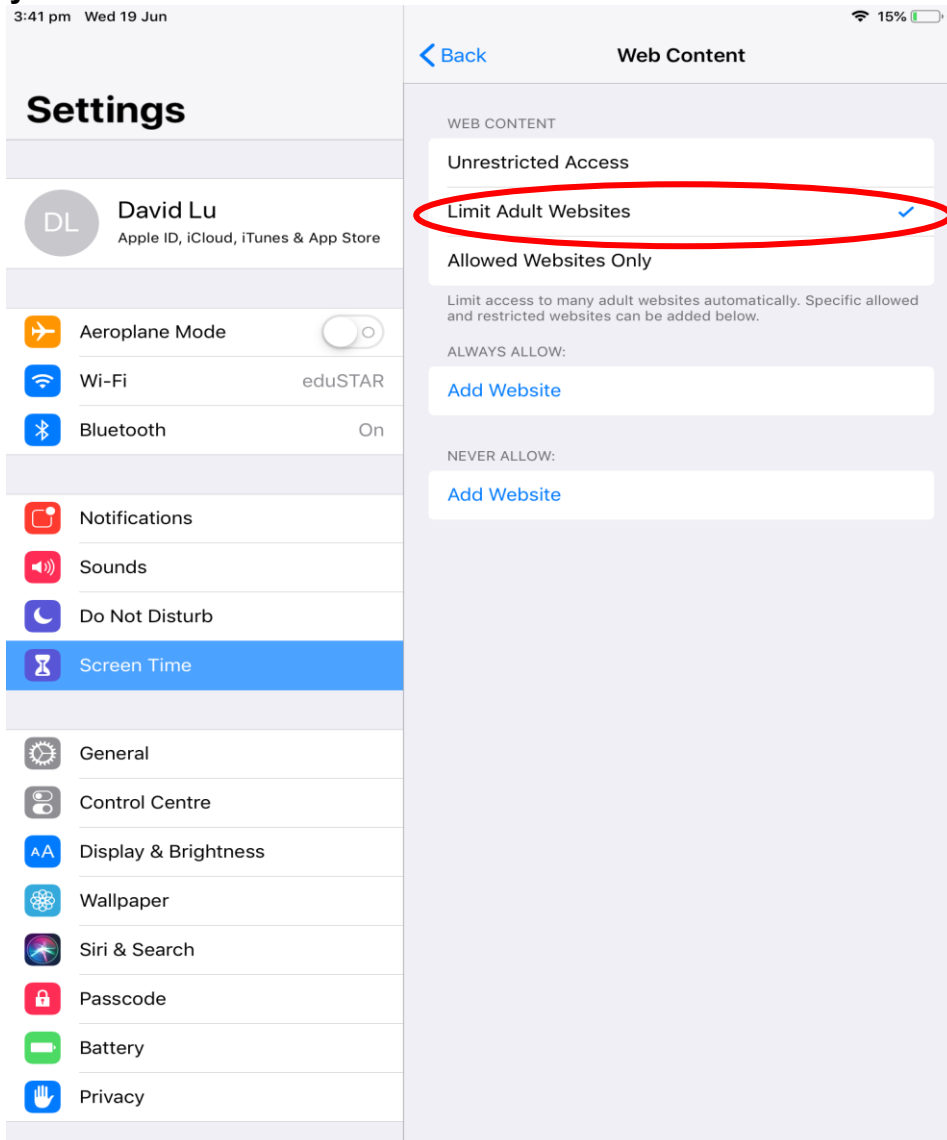 3:41 pm Wed 19 Jun
15%
Settings
DL
David Lu
Apple ID, iCloud, iTunes & App Store
Aeroplane Mode
Wi-Fi eduSTAR
Bluetooth On
Notifications
Sounds
Do Not Disturb
Screen Time
General
Control Centre
AA Display & Brightness
Wallpaper
Siri & Search
Passcode
Battery
Privacy
Back Web Content
WEB CONTENT
Unrestricted Access
Limit Adult Websites
Allowed Websites Only
Limit access to many adult websites automatically. Specific allowed
and restricted websites can be added below.
ALWAYS ALLOW:
Add Website
NEVER ALLOW:
Add Website